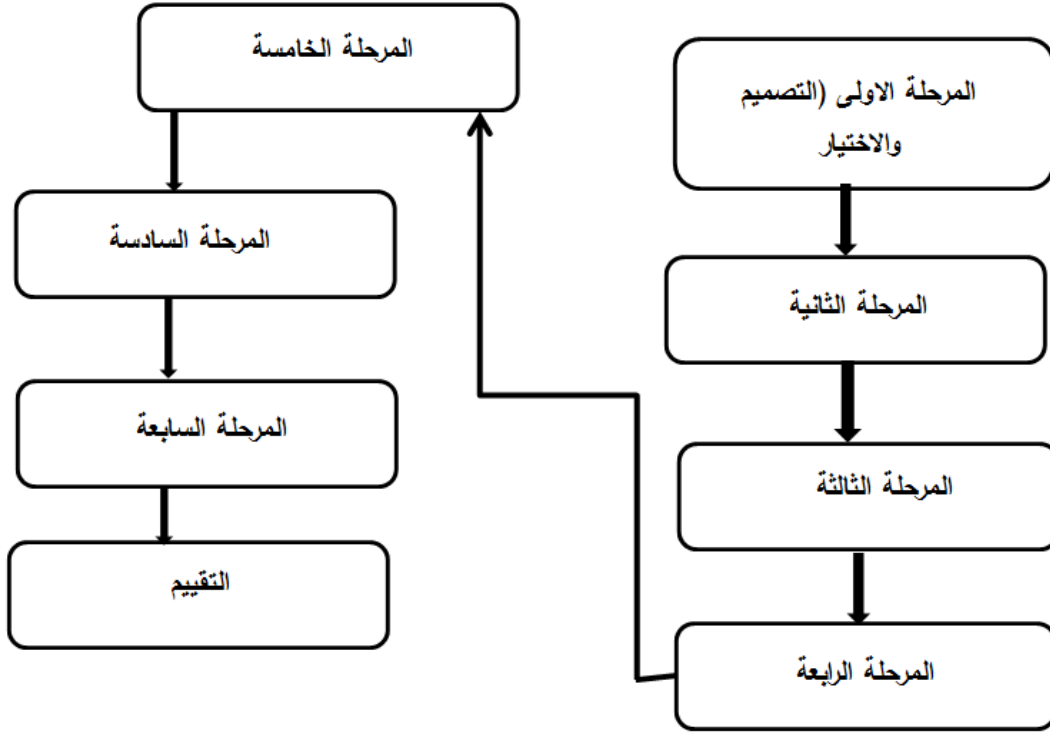 المرحلة الاولى (التصميم
والاختيار
المرحلة الثانية
المرحلة الثالثة
المرحلة الرابعة
المرحلة الخامسة
المرحلة السادسة
المرحلة السابعة
التقييم